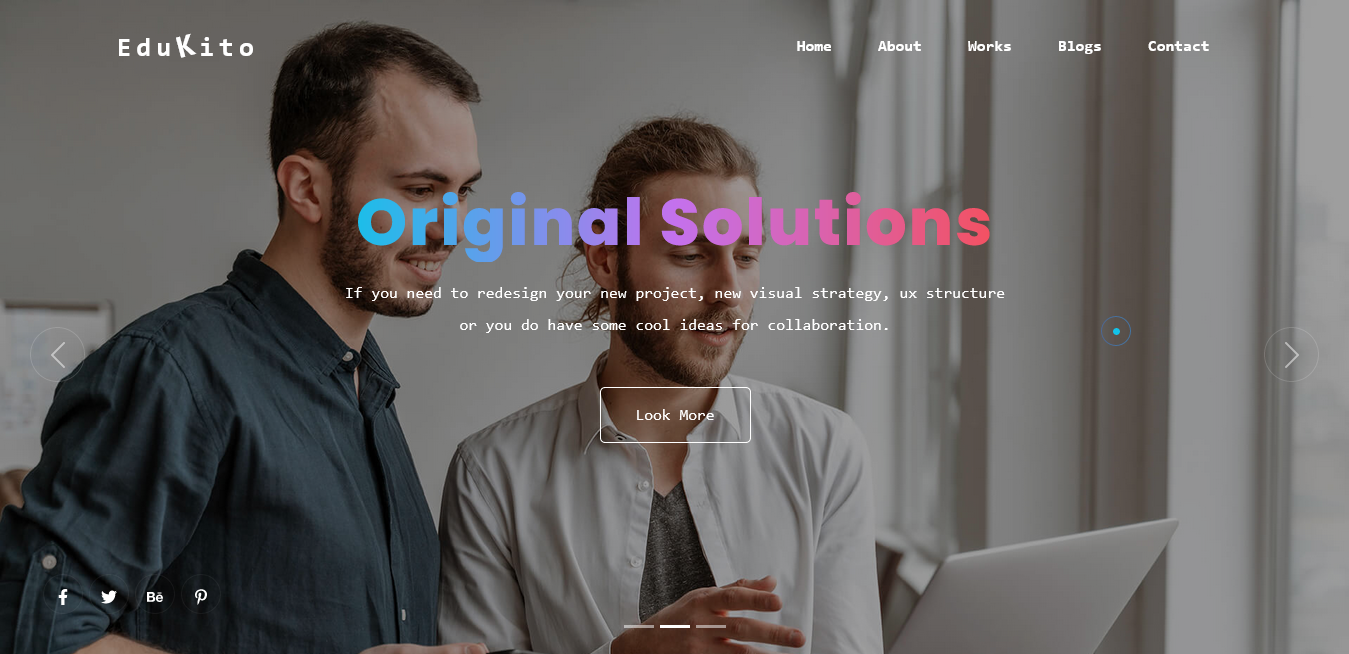 EduKito
Home About Works Blogs Contact
Original Solutions
If you need to redesign your new project, new visual strategy, ux structure
or you do have some cool ideas for collaboration.
Look More
Bē